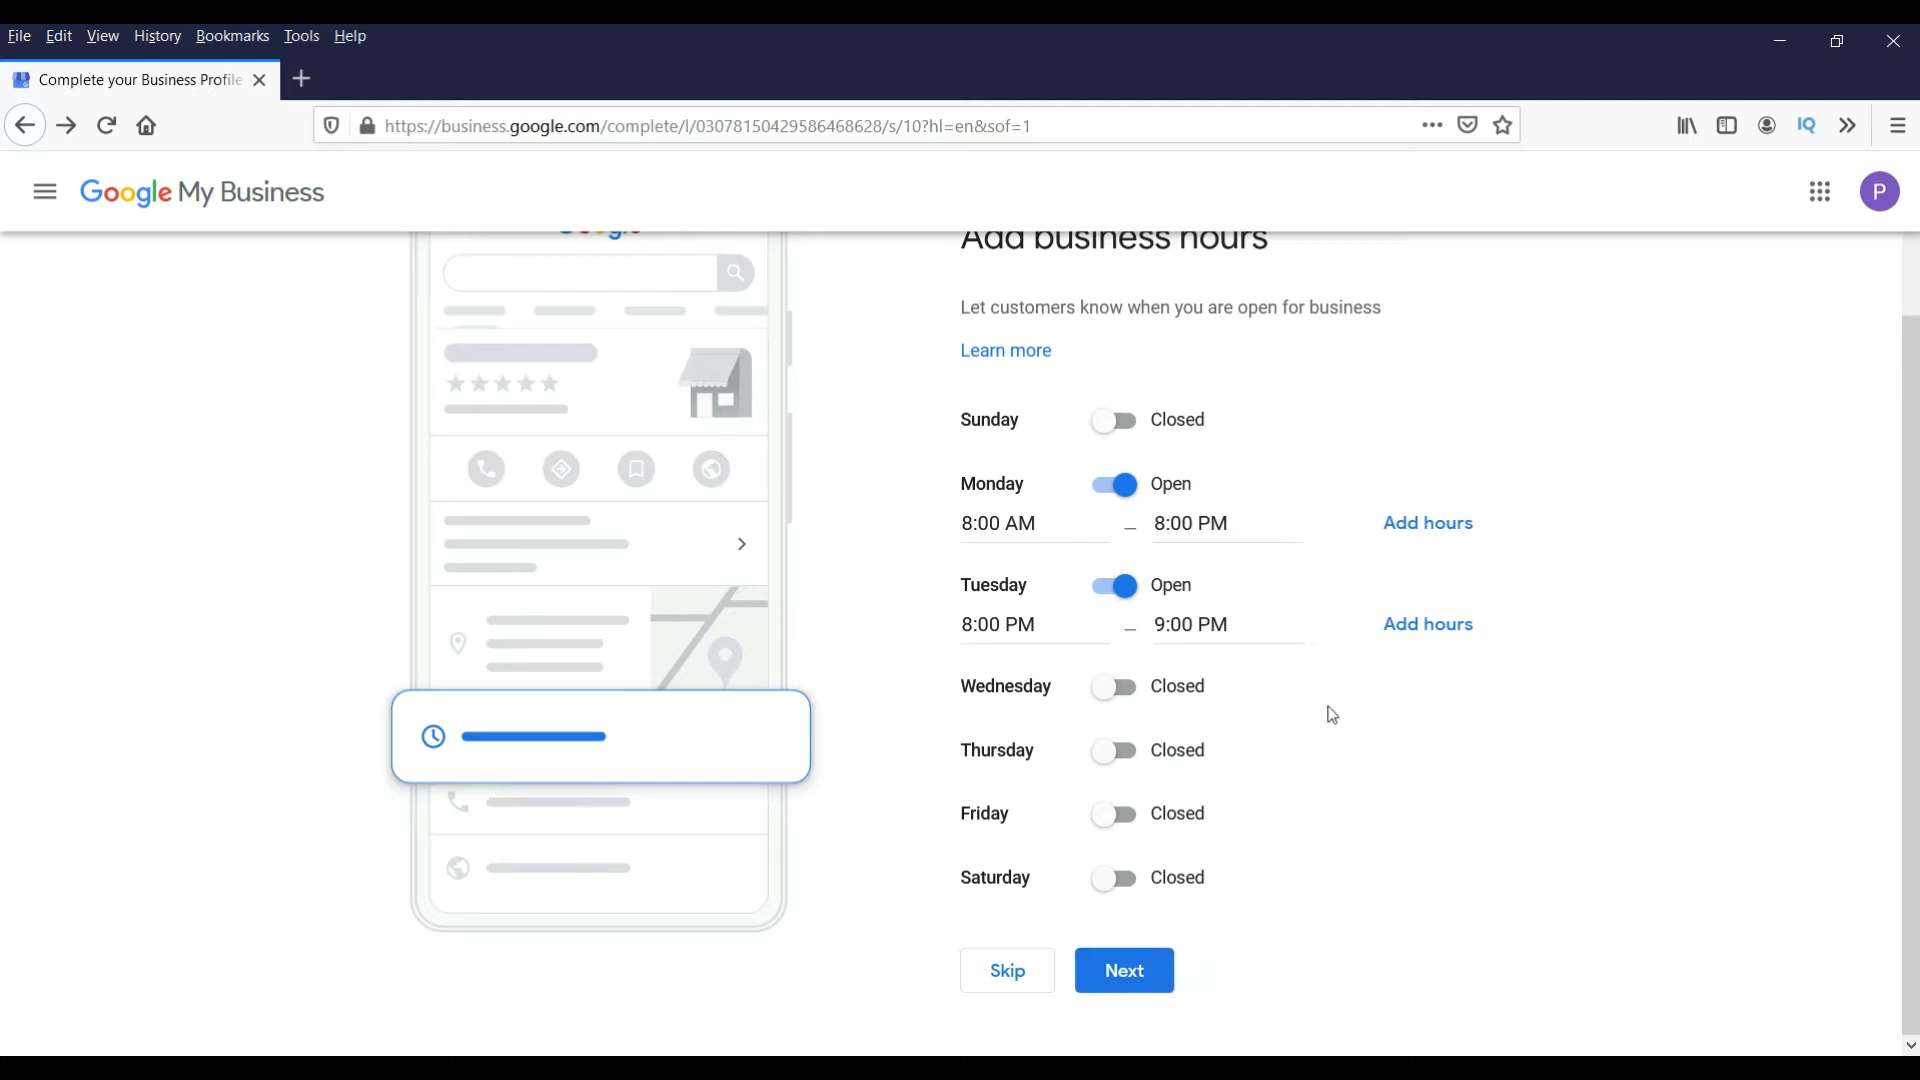 File Edit View History Bookmarks Tools Help
Complete your Business Profile
https://business.google.com/complete/l/03078150429586468628/s/10?hl=en&sof=1
IQ
Google My Business
P
Google
Add business hours
Let customers know when you are open for business
Learn more
Sunday Closed
Monday Open
8:00 AM – 8:00 PM Add hours
Tuesday Open
8:00 PM – 9:00 PM Add hours
Wednesday Closed
Thursday Closed
Friday Closed
Saturday Closed
Skip Next